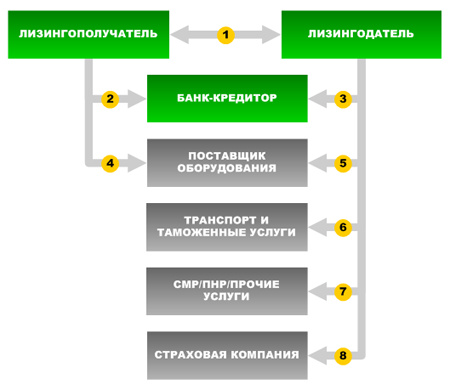 ЛИЗИНГОПОЛУЧАТЕЛЬ
1
ЛИЗИНГОДАТЕЛЬ
2
БАНК-КРЕДИТОР
3
4
ПОСТАВЩИК
ОБОРУДОВАНИЯ
5
ТРАНСПОРТ И
ТАМОЖЕННЫЕ УСЛУГИ
6
СМР/ПНР/ПРОЧИЕ
УСЛУГИ
7
СТРАХОВАЯ КОМПАНИЯ
8